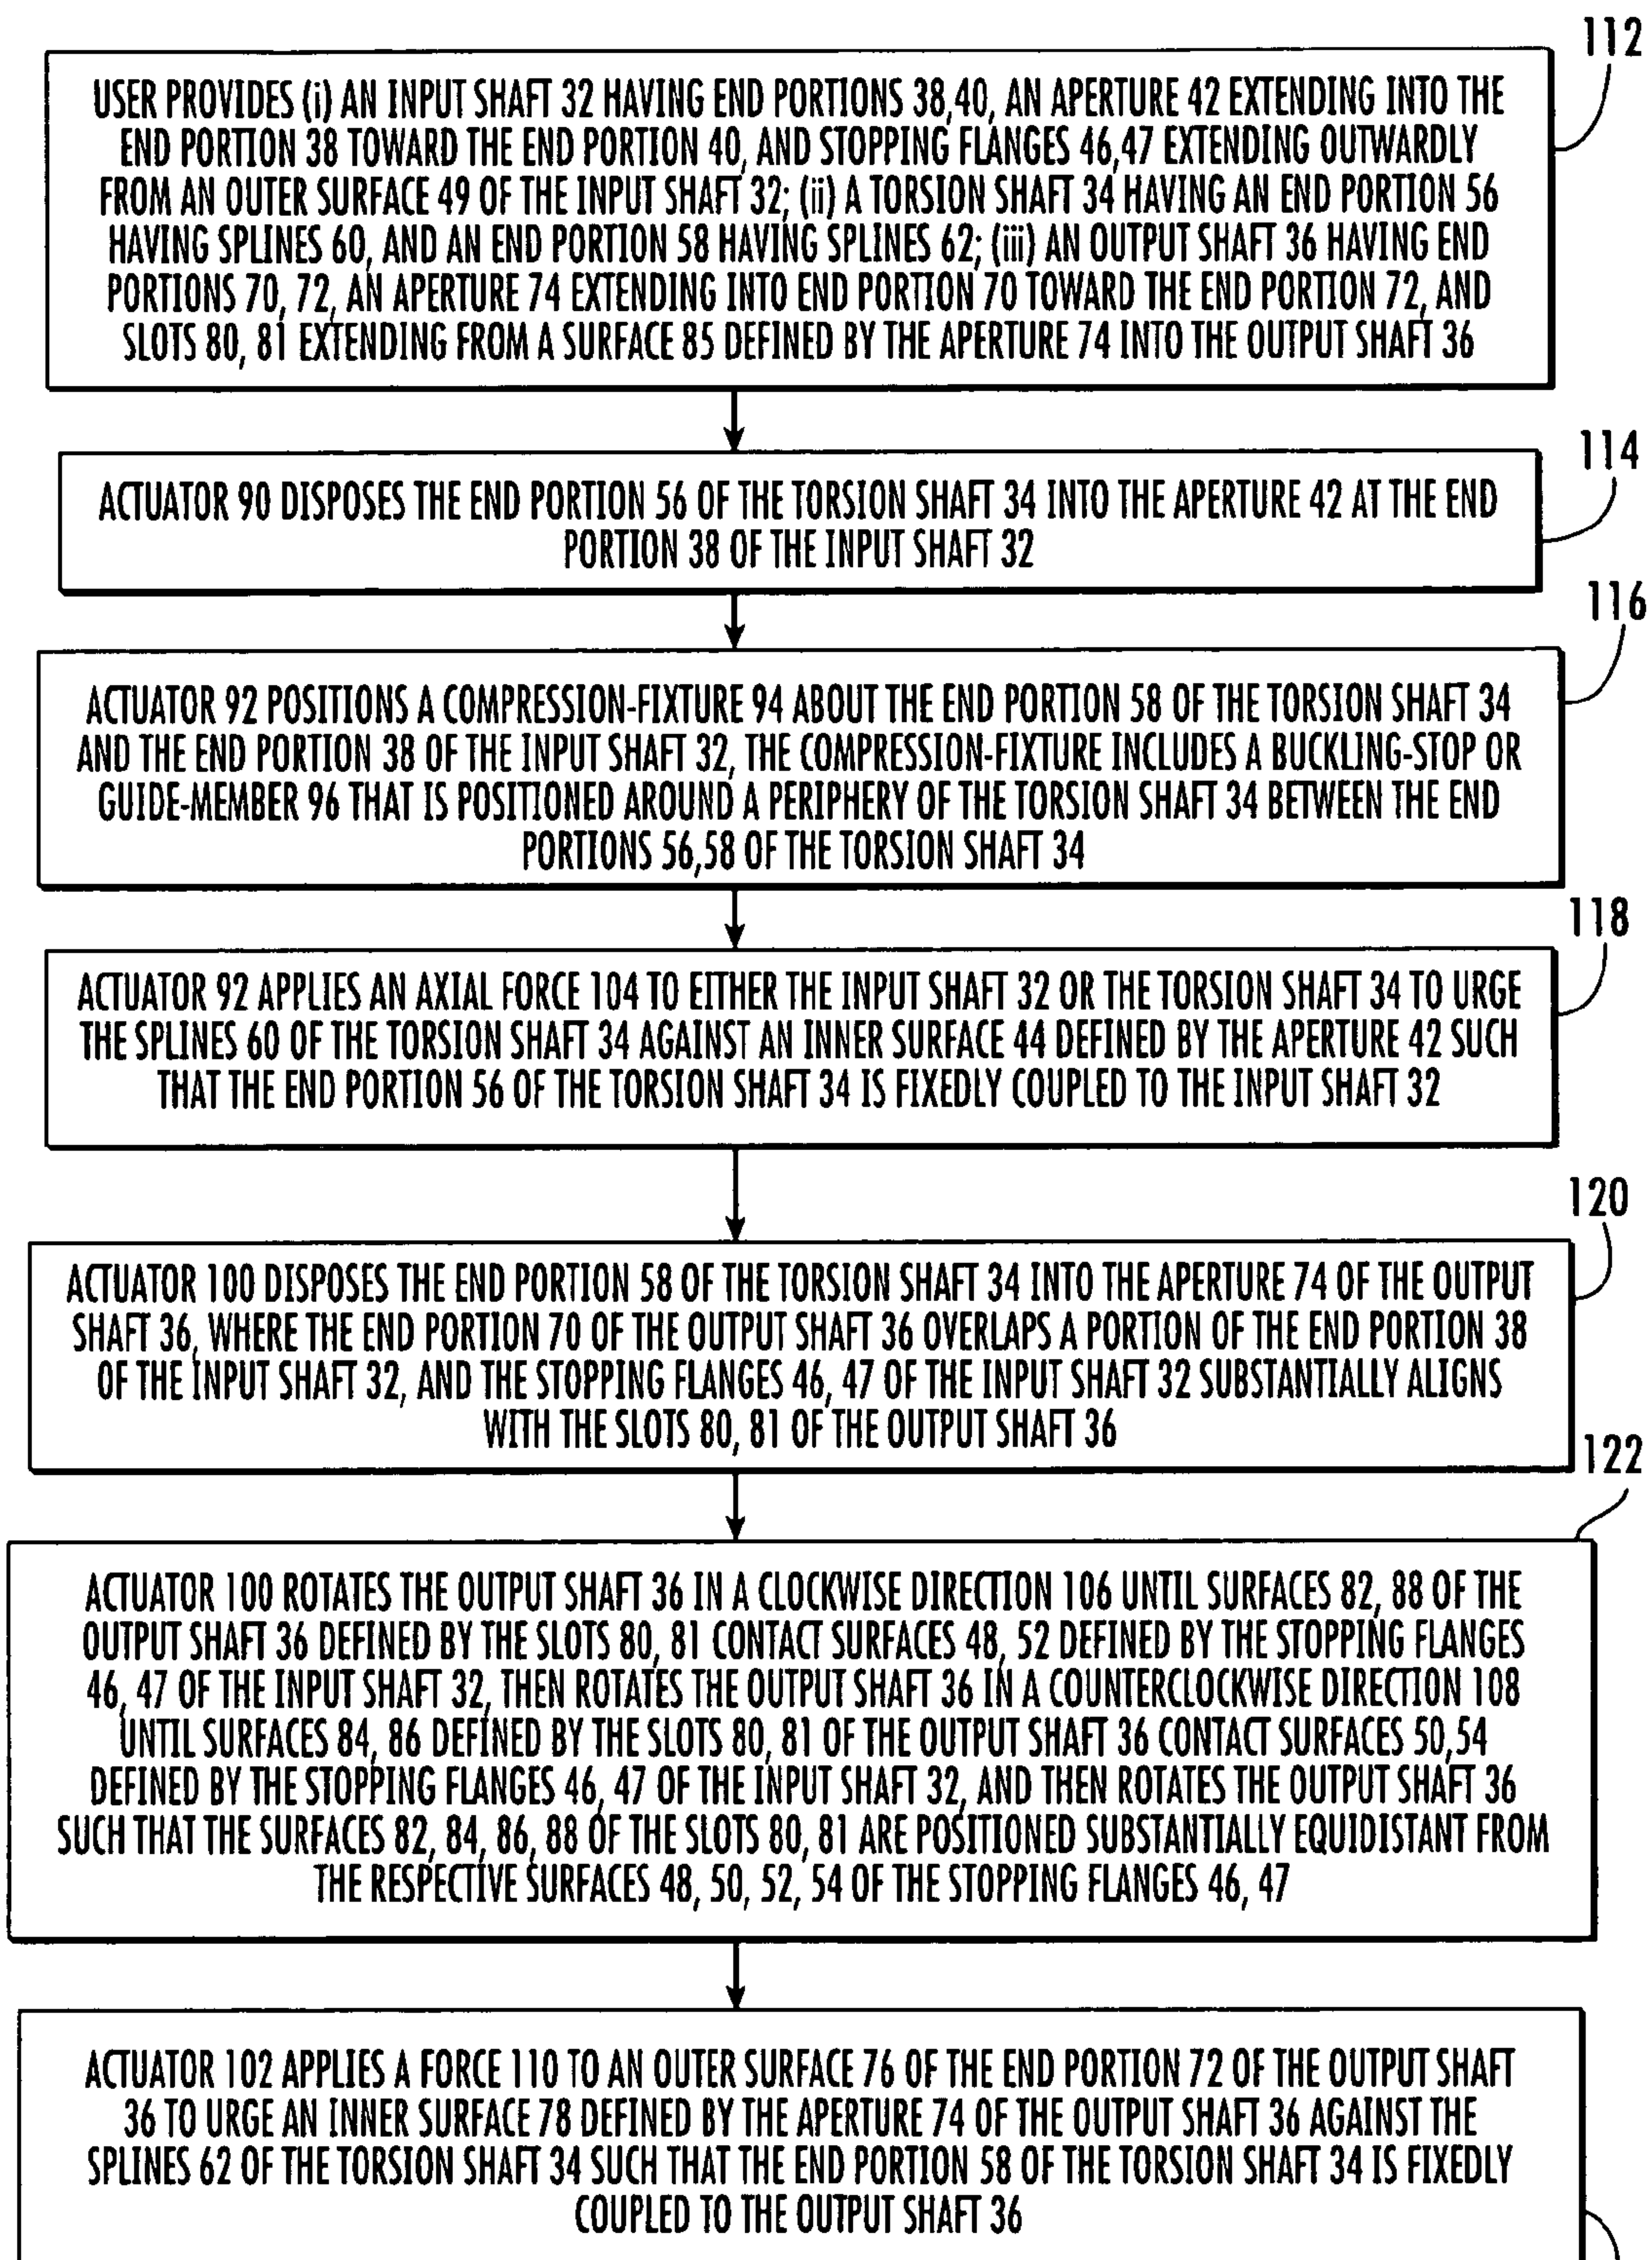 112
USER PROVIDES (i) AN INPUT SHAFT 32 HAVING END PORTIONS 38,40, AN APERTURE 42 EXTENDING INTO THE
END PORTION 38 TOWARD THE END PORTION 40, AND STOPPING FLANGES 46,47 EXTENDING OUTWARDLY
FROM AN OUTER SURFACE 49 OF THE INPUT SHAFT 32; (ii) A TORSION SHAFT 34 HAVING AN END PORTION 56
HAVING SPLINES 60, AND AN END PORTION 58 HAVING SPLINES 62; (iii) AN OUTPUT SHAFT 36 HAVING END
PORTIONS 70, 72, AN APERTURE 74 EXTENDING INTO END PORTION 70 TOWARD THE END PORTION 72, AND
SLOTS 80, 81 EXTENDING FROM A SURFACE 85 DEFINED BY THE APERTURE 74 INTO THE OUTPUT SHAFT 36
114
ACTUATOR 90 DISPOSES THE END PORTION 56 OF THE TORSION SHAFT 34 INTO THE APERTURE 42 AT THE END
PORTION 38 OF THE INPUT SHAFT 32
116
ACTUATOR 92 POSITIONS A COMPRESSION-FIXTURE 94 ABOUT THE END PORTION 58 OF THE TORSION SHAFT 34
AND THE END PORTION 38 OF THE INPUT SHAFT 32, THE COMPRESSION-FIXTURE INCLUDES A BUCKLING-STOP OR
GUIDE-MEMBER 96 THAT IS POSITIONED AROUND A PERIPHERY OF THE TORSION SHAFT 34 BETWEEN THE END
PORTIONS 56,58 OF THE TORSION SHAFT 34
118
ACTUATOR 92 APPLIES AN AXIAL FORCE 104 TO EITHER THE INPUT SHAFT 32 OR THE TORSION SHAFT 34 TO URGE
THE SPLINES 60 OF THE TORSION SHAFT 34 AGAINST AN INNER SURFACE 44 DEFINED BY THE APERTURE 42 SUCH
THAT THE END PORTION 56 OF THE TORSION SHAFT 34 IS FIXEDLY COUPLED TO THE INPUT SHAFT 32
120
ACTUATOR 100 DISPOSES THE END PORTION 58 OF THE TORSION SHAFT 34 INTO THE APERTURE 74 OF THE OUTPUT
SHAFT 36, WHERE THE END PORTION 70 OF THE OUTPUT SHAFT 36 OVERLAPS A PORTION OF THE END PORTION 38
OF THE INPUT SHAFT 32, AND THE STOPPING FLANGES 46, 47 OF THE INPUT SHAFT 32 SUBSTANTIALLY ALIGNS
WITH THE SLOTS 80, 81 OF THE OUTPUT SHAFT 36
122
ACTUATOR 100 ROTATES THE OUTPUT SHAFT 36 IN A CLOCKWISE DIRECTION 106 UNTIL SURFACES 82, 88 OF THE
OUTPUT SHAFT 36 DEFINED BY THE SLOTS 80, 81 CONTACT SURFACES 48, 52 DEFINED BY THE STOPPING FLANGES
46, 47 OF THE INPUT SHAFT 32, THEN ROTATES THE OUTPUT SHAFT 36 IN A COUNTERCLOCKWISE DIRECTION 108
UNTIL SURFACES 84, 86 DEFINED BY THE SLOTS 80, 81 OF THE OUTPUT SHAFT 36 CONTACT SURFACES 50,54
DEFINED BY THE STOPPING FLANGES 46, 47 OF THE INPUT SHAFT 32, AND THEN ROTATES THE OUTPUT SHAFT 36
SUCH THAT THE SURFACES 82, 84, 86, 88 OF THE SLOTS 80, 81 ARE POSITIONED SUBSTANTIALLY EQUIDISTANT FROM
THE RESPECTIVE SURFACES 48, 50, 52, 54 OF THE STOPPING FLANGES 46, 47
ACTUATOR 102 APPLIES A FORCE 110 TO AN OUTER SURFACE 76 OF THE END PORTION 72 OF THE OUTPUT SHAFT
36 TO URGE AN INNER SURFACE 78 DEFINED BY THE APERTURE 74 OF THE OUTPUT SHAFT 36 AGAINST THE
SPLINES 62 OF THE TORSION SHAFT 34 SUCH THAT THE END PORTION 58 OF THE TORSION SHAFT 34 IS FIXEDLY
COUPLED TO THE OUTPUT SHAFT 36